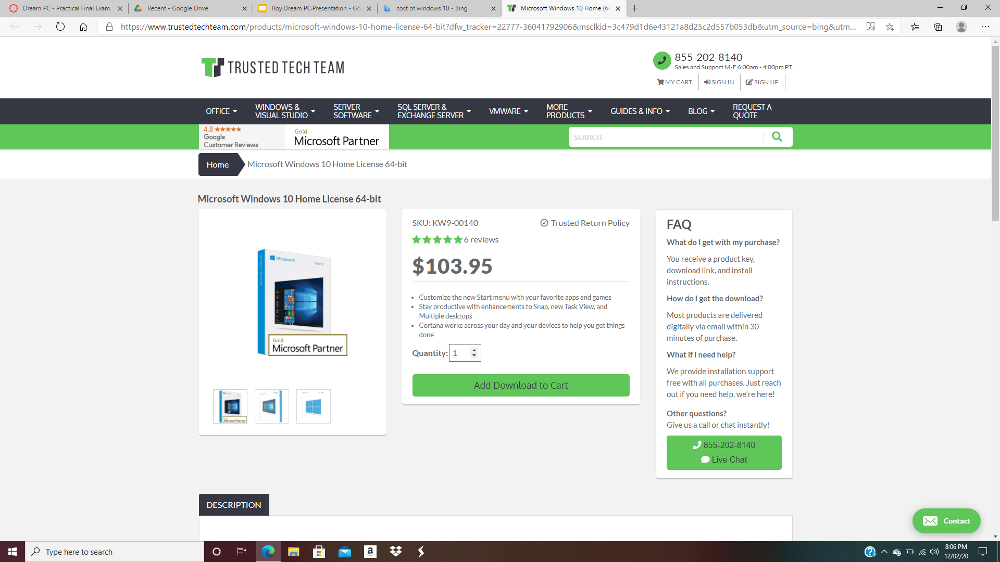 Dream PC - Practical Final Exam
Recent - Google Drive
Roy.Dream PC.Presentation - Go
cost of windows 10 - Bing
Microsoft Windows 10 Home (64
https://www.trustedtechteam.com/products/microsoft-windows-10-home-license-64-bit?dfw_tracker=22777-36041792906&msclkid=3c479d1d6e43121a8d25c2d557b053db&utm_source=bing&utm...
TRUSTED TECH TEAM
855-202-8140
Sales and Support M-F 6:00am - 4:00pm PT
MY CART
SIGN IN
SIGN UP
OFFICE
WINDOWS &
VISUAL STUDIO
SERVER
SOFTWARE
SQL SERVER &
EXCHANGE SERVER
VMWARE
MORE
PRODUCTS
GUIDES & INFO
BLOG
REQUEST A
QUOTE
4.8
Google
Customer Reviews
Gold
Microsoft Partner
SEARCH
Home
Microsoft Windows 10 Home License 64-bit
Microsoft Windows 10 Home License 64-bit
Windows 10
Home
Gold
Microsoft Partner
Microsoft Partner
SKU: KW9-00140
Trusted Return Policy
6 reviews
$103.95
• Customize the new Start menu with your favorite apps and games
• Stay productive with enhancements to Snap, new Task View, and
Multiple desktops
• Cortana works across your day and your devices to help you get things
done
Quantity: 1
Add Download to Cart
FAQ
What do I get with my purchase?
You receive a product key,
download link, and install
instructions.
How do I get the download?
Most products are delivered
digitally via email within 30
minutes of purchase.
What if I need help?
We provide installation support
free with all purchases. Just reach
out if you need help, we're here!
Other questions?
Give us a call or chat instantly!
855-202-8140
Live Chat
DESCRIPTION
Contact
Type here to search
8:06 PM
12/02/20